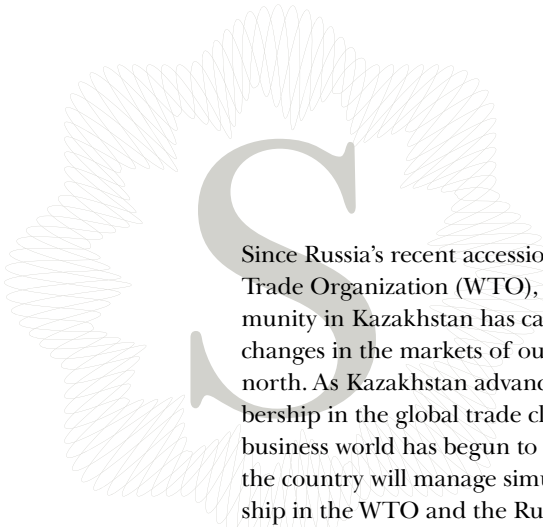 S
Since Russia's recent accessio
Trade Organization (WTO),
munity in Kazakhstan has ca
changes in the markets of ou
north. As Kazakhstan advanc
bership in the global trade cl
business world has begun to
the country will manage simu
ship in the WTO and the Ru